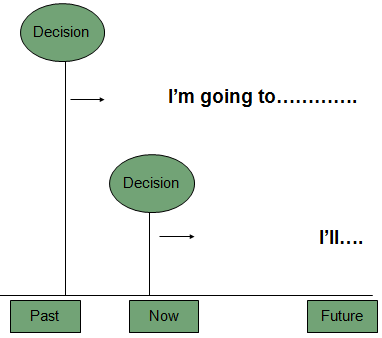 Decision
I’m going to………….
Decision
I’ll….
Past Now Future